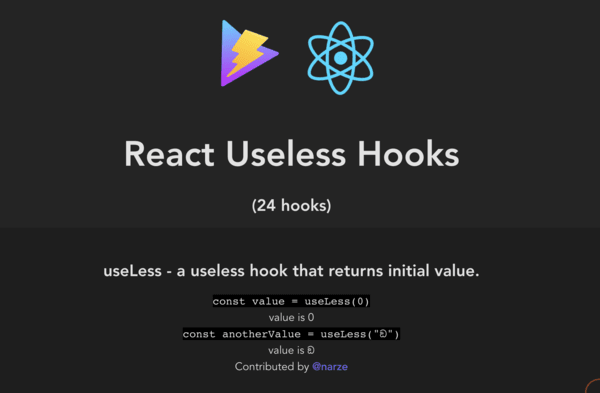 React Useless Hooks
(24 hooks)
useLess - a useless hook that returns initial value.
const value = useLess(0)
value is 0
const anotherValue = useLess("ඞ")
value is ඞ
Contributed by @narze